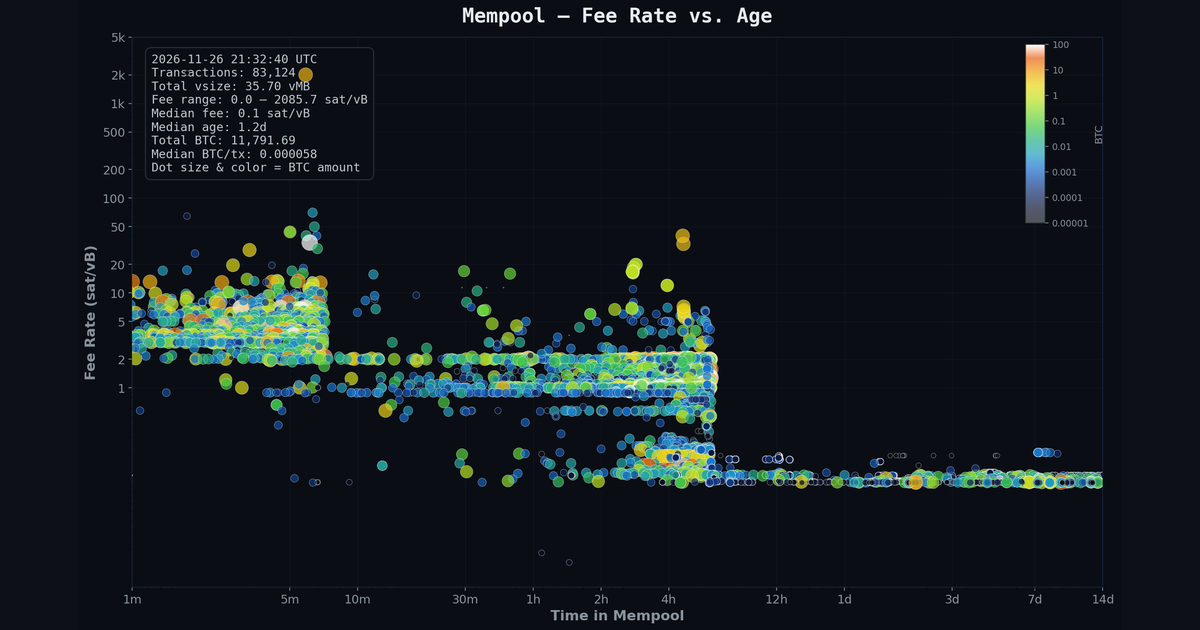 Mempool — Fee Rate vs. Age
2026-11-26 21:32:40 UTC
Transactions: 83,124
Total vsize: 35.70 vMB
Fee range: 0.0 – 2085.7 sat/vB
Median fee: 0.1 sat/vB
Median age: 1.2d
Total BTC: 11,791.69
Median BTC/tx: 0.000058
Dot size & color = BTC amount
5k
2k
1k
500
200
100
50
20
10
5
2
1
Fee Rate (sat/vB)
100
10
1
0.1
0.01
0.001
0.0001
0.00001
BTC
1m
5m
10m
30m
1h
2h
4h
12h
1d
3d
7d
14d
Time in Mempool